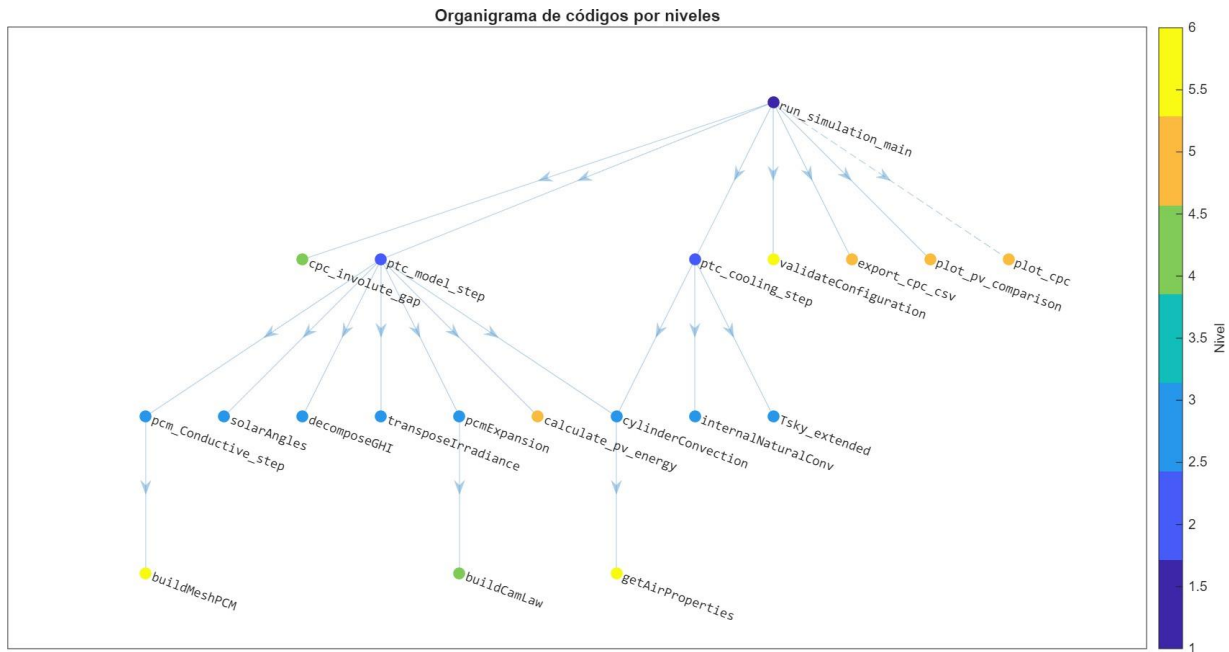 Organigrama de códigos por niveles
run_simulation_main
cpc_involute_gap
ptc_model_step
ptc_cooling_step
validateConfiguration
export_cpc_csv
plot_pv_comparison
plot_cpc
pcm_Conductive_step
solarAngles
decomposeGHI
transposeIrradiance
pcmExpansion
calculate_pv_energy
cylinderConvection
internalNaturalConv
Tsky_extended
buildMeshPCM
buildCamLaw
getAirProperties
6
5.5
5
4.5
4
3.5
3
2.5
2
1.5
1
Nivel